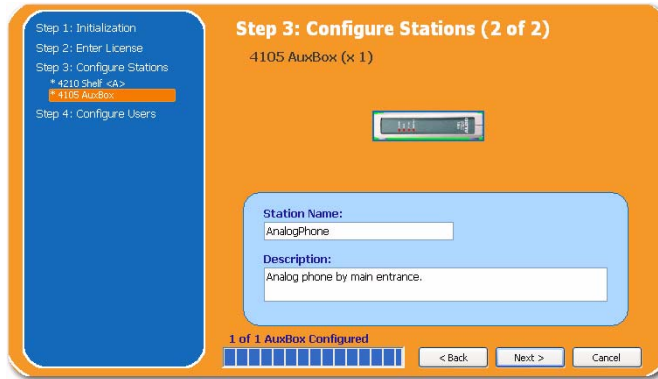 Step 1: Initialization
Step 2: Enter License
Step 3: Configure Stations
* 4210 Shelf <A>
* 4105 AuxBox
Step 4: Configure Users
Step 3: Configure Stations (2 of 2)
4105 AuxBox (x 1)
Station Name:
AnalogPhone
Description:
Analog phone by main entrance.
1 of 1 AuxBox Configured
< Back
Next >
Cancel